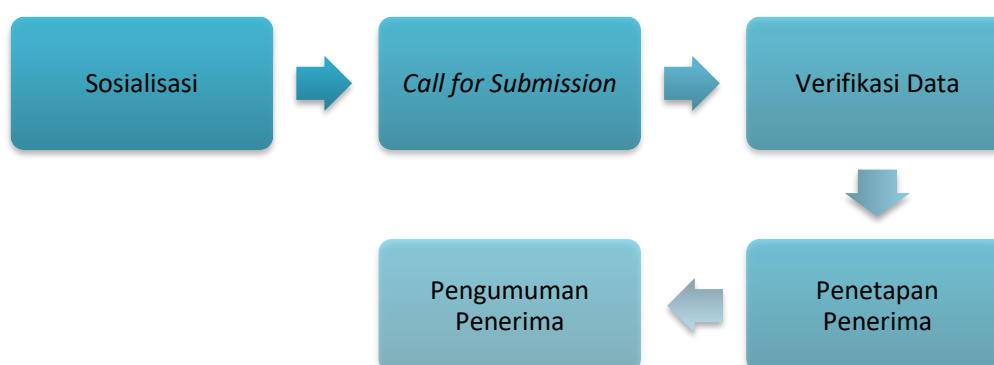 Sosialisasi
Call for Submission
Verifikasi Data
Penetapan
Penerima
Pengumuman
Penerima